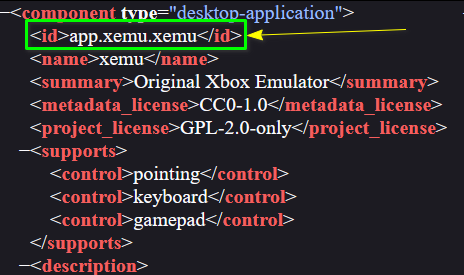 −<component type="desktop-application">
<id>app.xemu.xemu</id>
<name>xemu</name>
<summary>Original Xbox Emulator</summary>
<metadata_license>CC0-1.0</metadata_license>
<project_license>GPL-2.0-only</project_license>
−<supports>
<control>pointing</control>
<control>keyboard</control>
<control>gamepad</control>
</supports>
−<description>